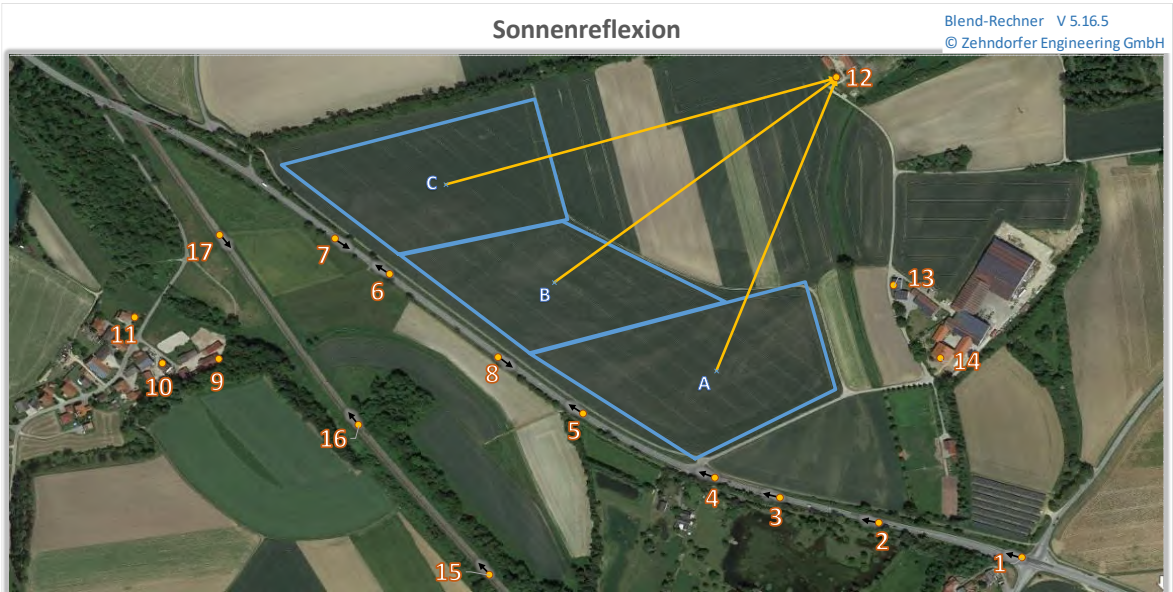 Sonnenreflexion
Blend-Rechner V 5.16.5
© Zehndorfer Engineering GmbH
12
C
17
7
6
13
B
11
8
14
10
9
A
5
16
4
3
2
1
15